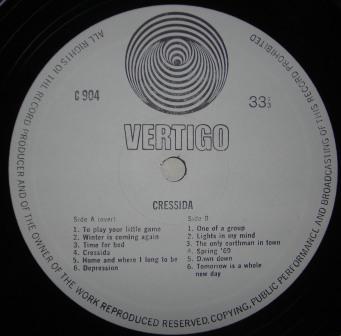 ALL RIGHTS OF THE RECORD PRODUCER AND OF THE OWNER OF THE WORK REPRODUCED RESERVED. COPYING, PUBLIC PERFORMANCE AND BROADCASTING OF THIS RECORD PROHIBITED
C 904
33⅓
VERTIGO
CRESSIDA
Side A (over)
1. To play your little game
2. Winter is coming again
3. Time for bed
4. Cressida
5. Home and where I long to be
6. Depression
Side B
1. One of a group
2. Lights in my mind
3. The only earthman in town
4. Spring '69
5. Down down
6. Tomorrow is a whole
new day